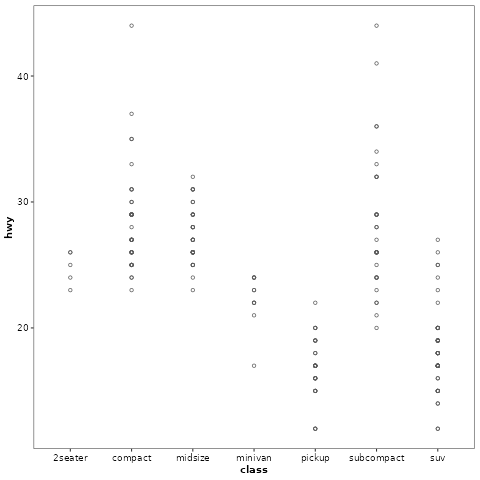 hwy
40
30
20
2seater compact midsize minivan pickup subcompact suv
class